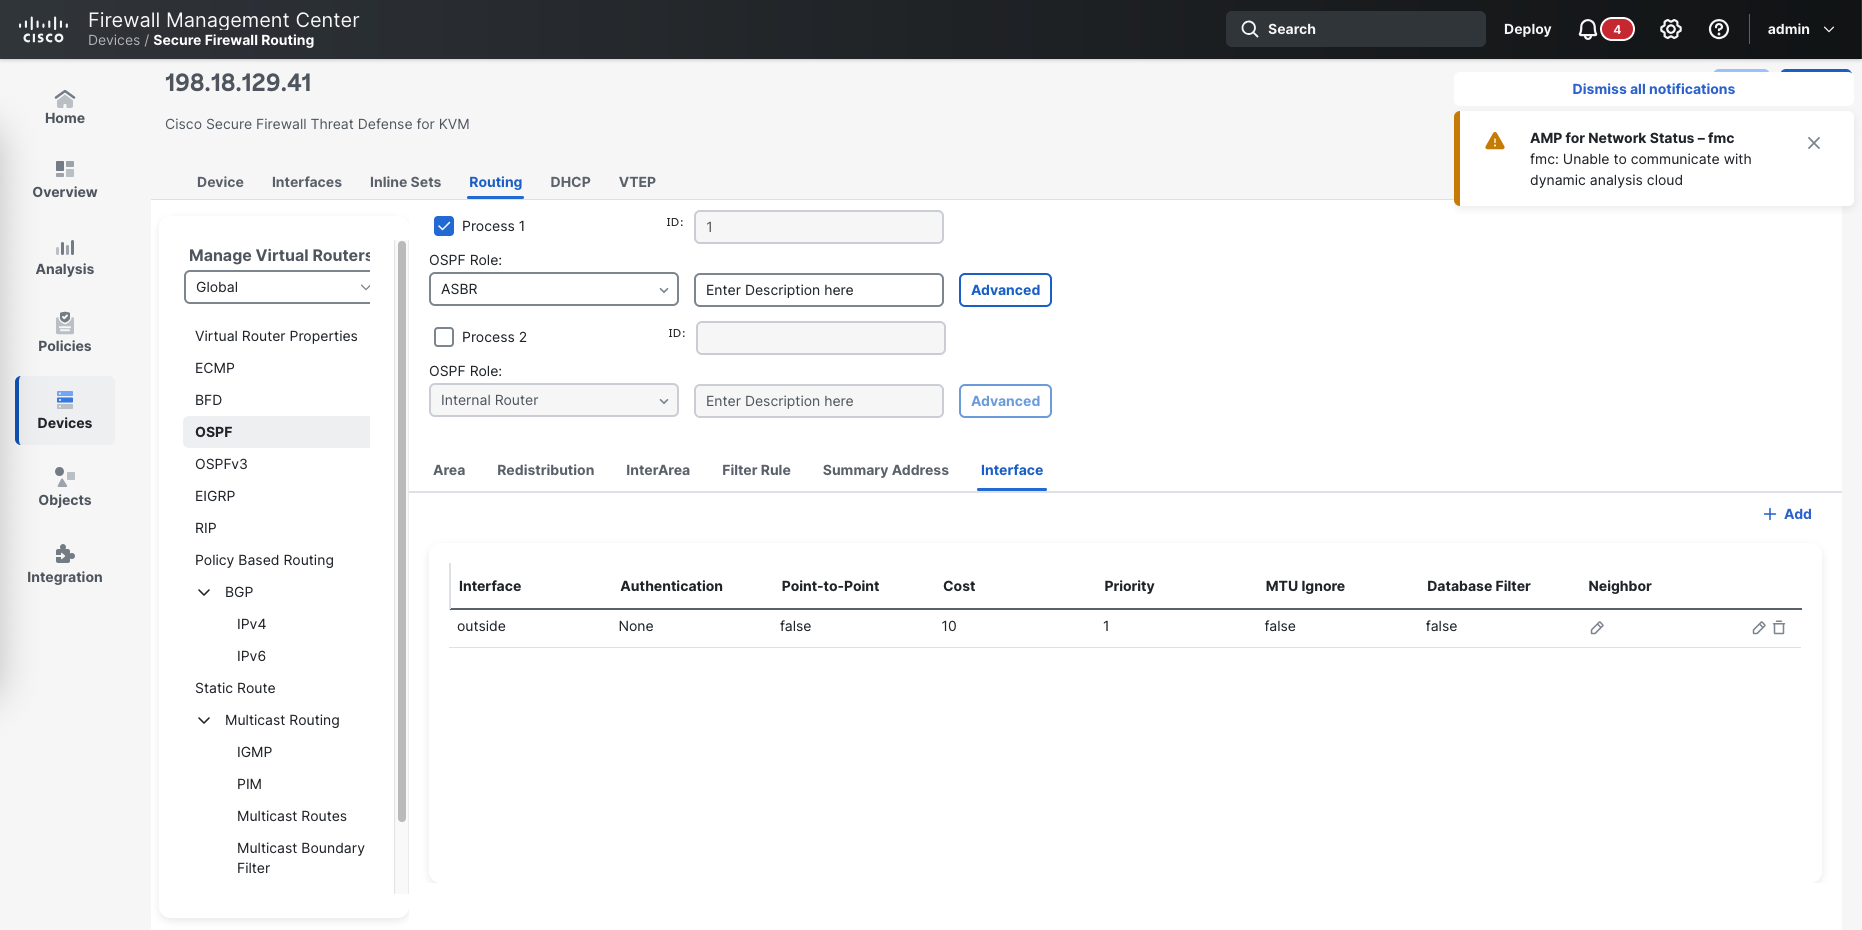 CISCO
Firewall Management Center
Devices / Secure Firewall Routing
Search
Deploy
4
admin
198.18.129.41
Cisco Secure Firewall Threat Defense for KVM
Dismiss all notifications
AMP for Network Status – fmc
fmc: Unable to communicate with
dynamic analysis cloud
Home
Overview
Analysis
Policies
Devices
Objects
Integration
Device
Interfaces
Inline Sets
Routing
DHCP
VTEP
Manage Virtual Routers
Global
Virtual Router Properties
ECMP
BFD
OSPF
OSPFv3
EIGRP
RIP
Policy Based Routing
BGP
IPv4
IPv6
Static Route
Multicast Routing
IGMP
PIM
Multicast Routes
Multicast Boundary
Filter
Process 1
ID:
1
OSPF Role:
ASBR
Enter Description here
Advanced
Process 2
ID:
OSPF Role:
Internal Router
Enter Description here
Advanced
Area
Redistribution
InterArea
Filter Rule
Summary Address
Interface
+ Add
Interface Authentication Point-to-Point Cost Priority MTU Ignore Database Filter Neighbor
outside None false 10 1 false false